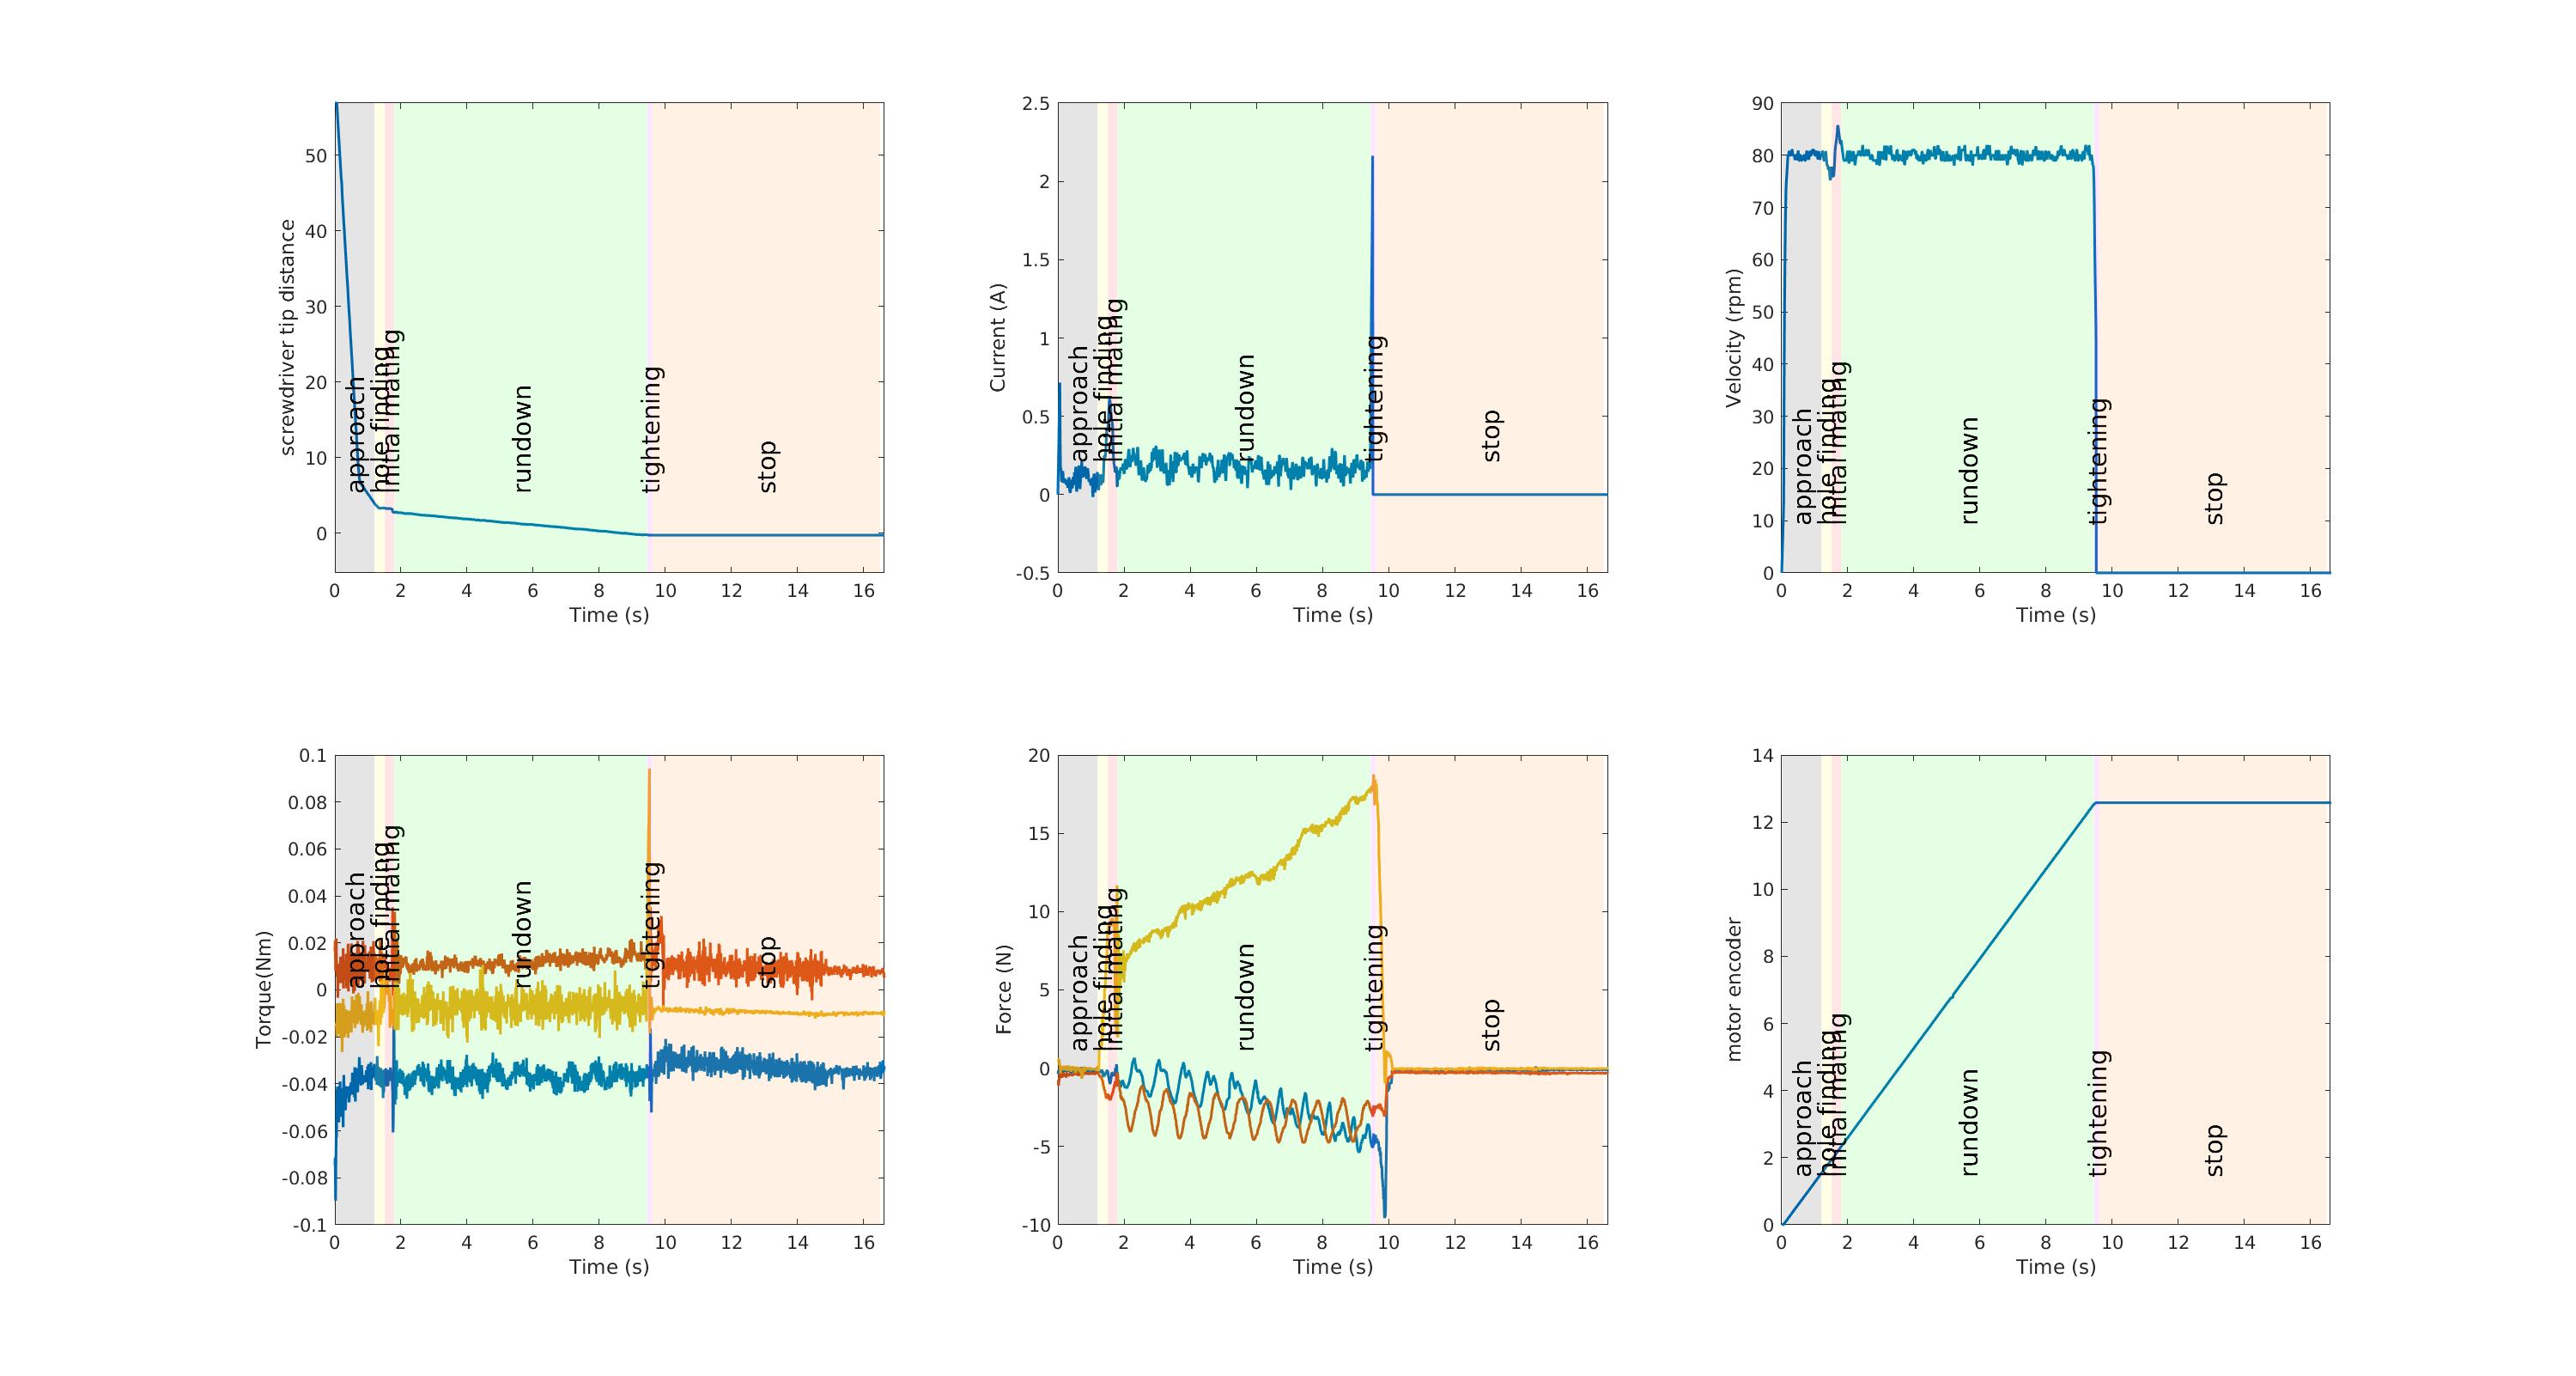 screwdriver tip distance
50
40
30
20
10
0
approach
hole finding
initial mating
rundown
tightening
stop
0 2 4 6 8 10 12 14 16
Time (s)
Current (A)
2.5
2
1.5
1
0.5
0
-0.5
approach
hole finding
initial mating
rundown
tightening
stop
0 2 4 6 8 10 12 14 16
Time (s)
Velocity (rpm)
90
80
70
60
50
40
30
20
10
0
approach
hole finding
initial mating
rundown
tightening
stop
0 2 4 6 8 10 12 14 16
Time (s)
Torque(Nm)
0.1
0.08
0.06
0.04
0.02
0
-0.02
-0.04
-0.06
-0.08
-0.1
approach
hole finding
initial mating
rundown
tightening
stop
0 2 4 6 8 10 12 14 16
Time (s)
Force (N)
20
15
10
5
0
-5
-10
approach
hole finding
initial mating
rundown
tightening
stop
0 2 4 6 8 10 12 14 16
Time (s)
motor encoder
14
12
10
8
6
4
2
0
approach
hole finding
initial mating
rundown
tightening
stop
0 2 4 6 8 10 12 14 16
Time (s)